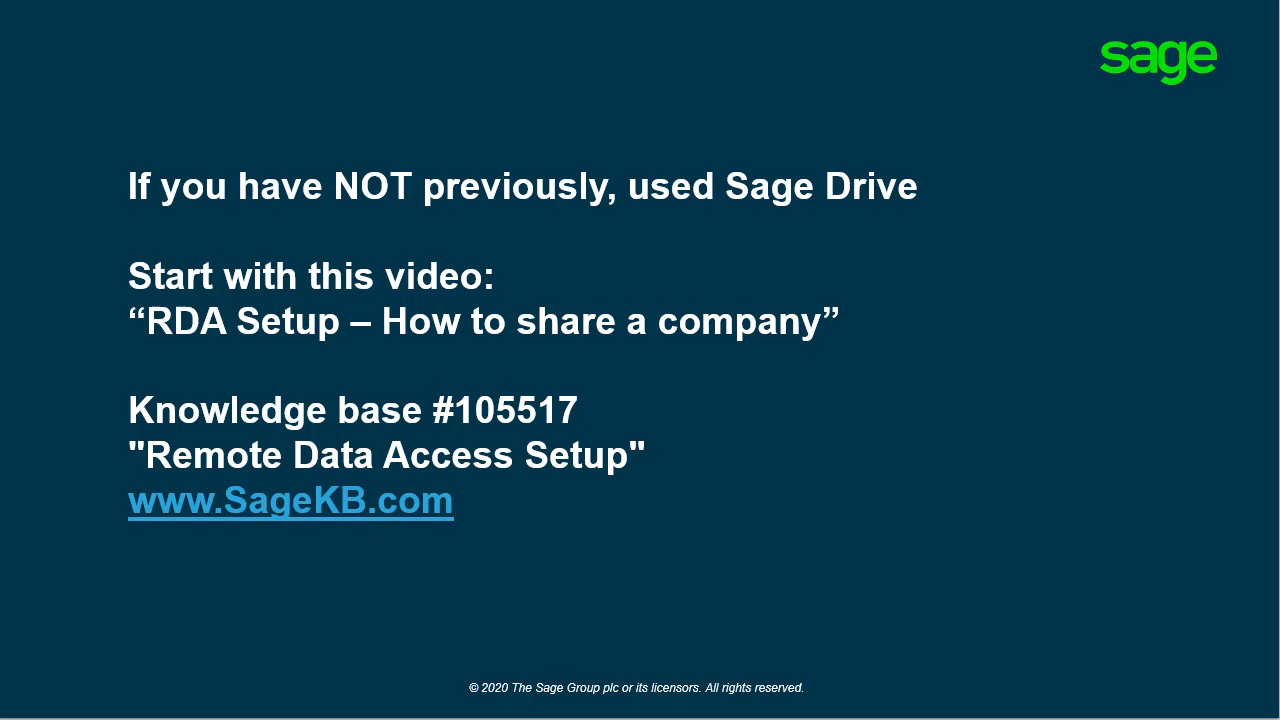 sage
If you have NOT previously, used Sage Drive
Start with this video:
“RDA Setup – How to share a company”
Knowledge base #105517
"Remote Data Access Setup"
www.SageKB.com
© 2020 The Sage Group plc or its licensors. All rights reserved.